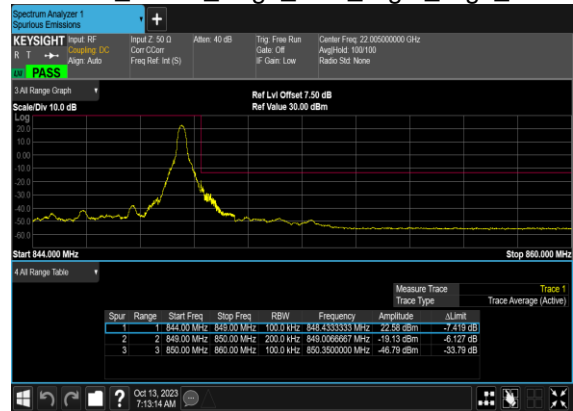 Spectrum Analyzer 1
Spurious Emissions
KEYSIGHT Input: RF Input Z: 50 Ω Atten: 40 dB Trig: Free Run Center Freq: 22.005000000 GHz
R T Coupling: DC Corr CCorr Gate: Off Avg|Hold: 100/100
Align: Auto Freq Ref: Int (S) IF Gain: Low Radio Std: None
PASS
3 All Range Graph
Ref Lvl Offset 7.50 dB
Scale/Div 10.0 dB Ref Value 30.00 dBm
Log
20.0
10.0
0.00
-10.0
-20.0
-30.0
-40.0
-50.0
-60.0
Start 844.000 MHz Stop 860.000 MHz
4 All Range Table
Measure Trace Trace 1
Trace Type Trace Average (Active)
Spur Range Start Freq Stop Freq RBW Frequency Amplitude ΔLimit
1 1 844.00 MHz 849.00 MHz 100.0 kHz 848.4333333 MHz 22.58 dBm -7.419 dB
2 2 849.00 MHz 850.00 MHz 200.0 kHz 849.0066667 MHz -19.13 dBm -6.127 dB
3 3 850.00 MHz 860.00 MHz 100.0 kHz 850.3500000 MHz -46.79 dBm -33.79 dB
? Oct 13, 2023
7:13:14 AM